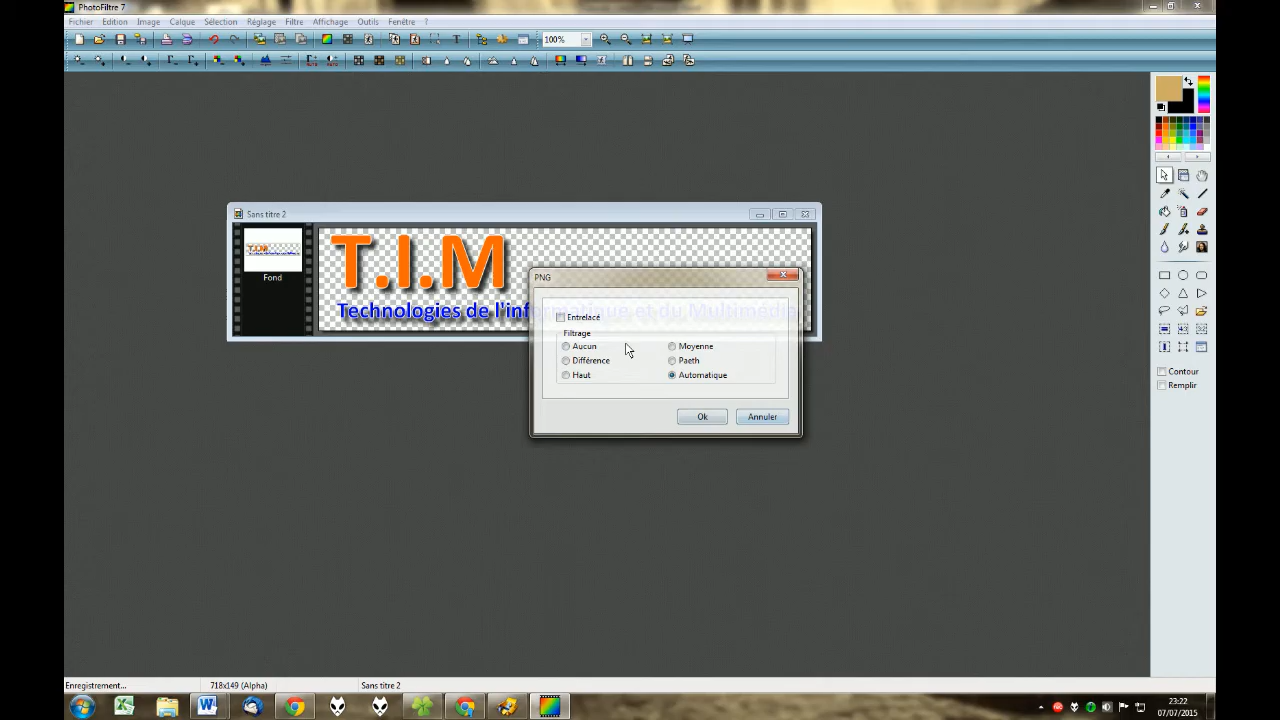 PhotoFiltre 7
Fichier Edition Image Calque Sélection Réglage Filtre Affichage Outils Fenêtre ?
100%
Sans titre 2
Fond
T.I.M
Technologies de l'informatique et du Multimédia
PNG
Entrelacé
Filtrage
Aucun
Moyenne
Différence
Paeth
Haut
Automatique
Ok
Annuler
Contour
Remplir
Enregistrement...
718x149 (Alpha)
Sans titre 2
23:22
07/07/2015